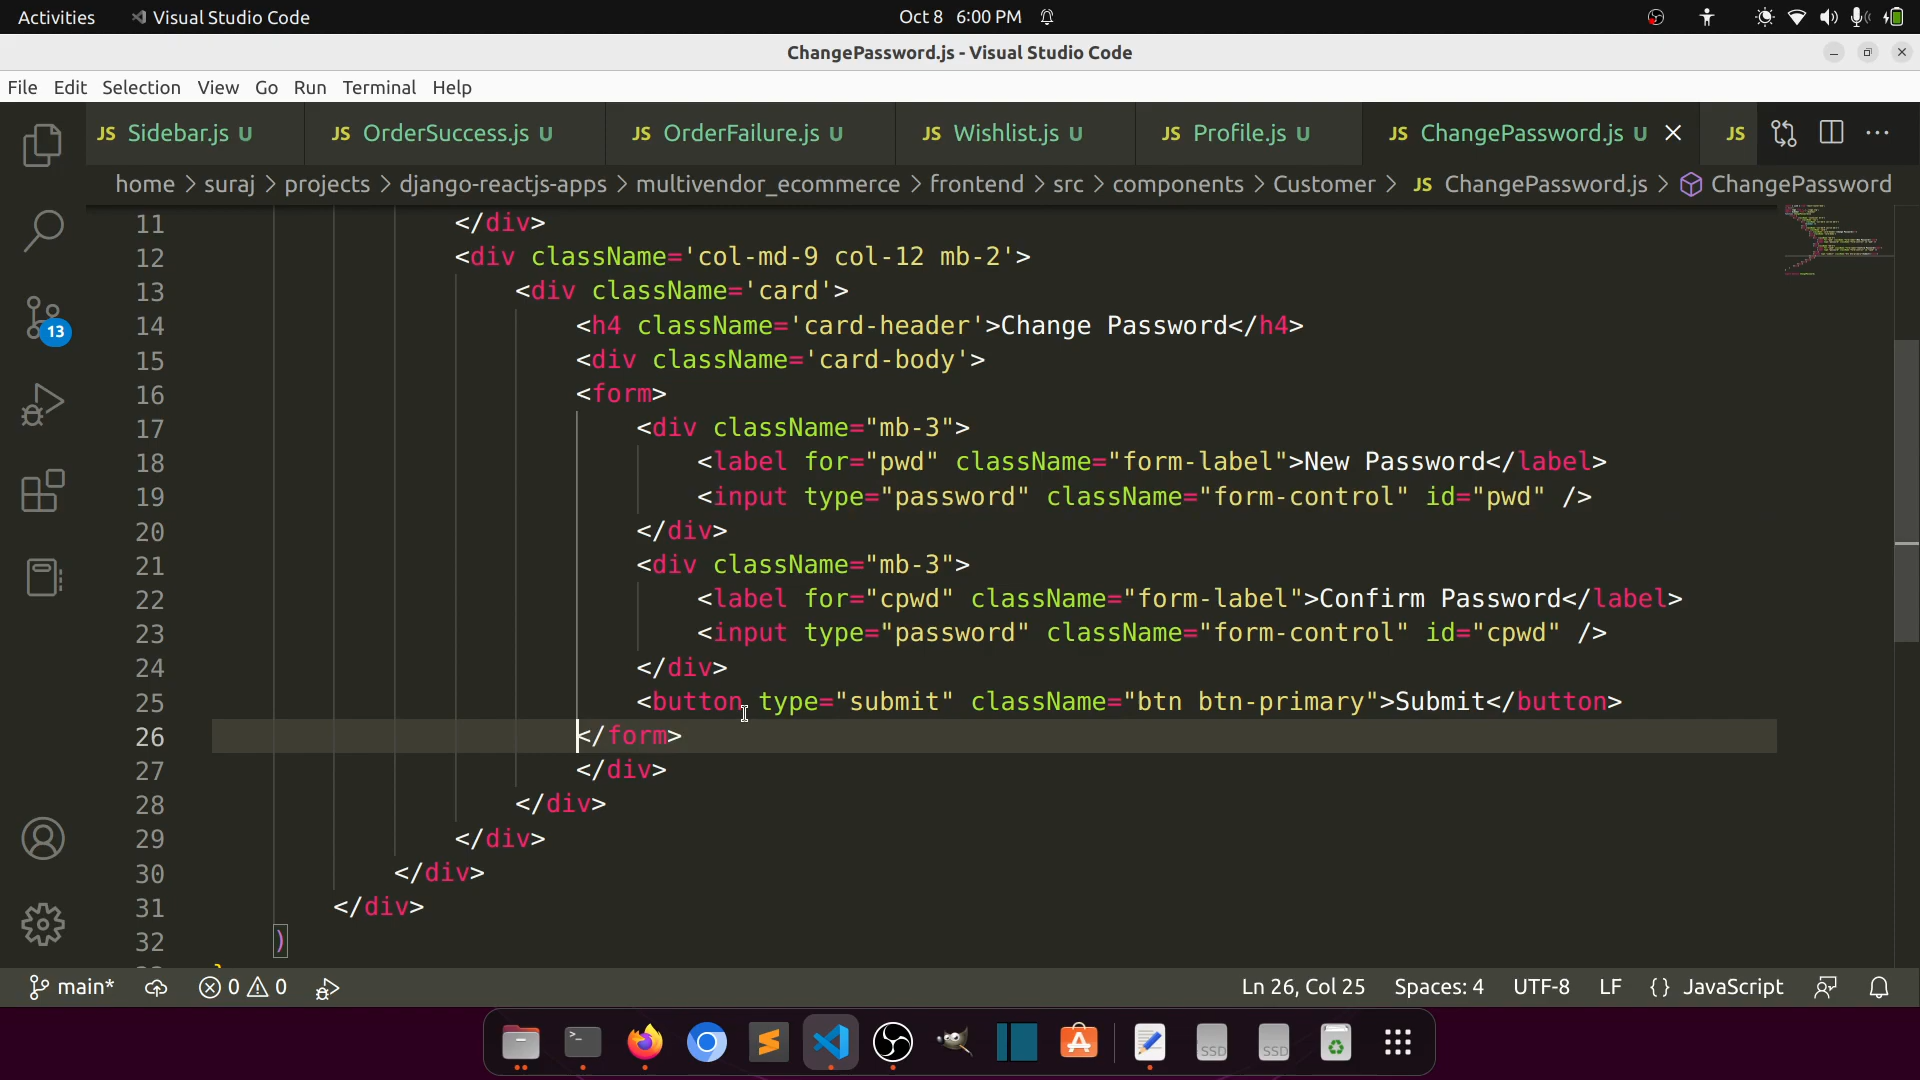 Activities
Visual Studio Code
Oct 8 6:00 PM
ChangePassword.js - Visual Studio Code
File Edit Selection View Go Run Terminal Help
JS Sidebar.js U
JS OrderSuccess.js U
JS OrderFailure.js U
JS Wishlist.js U
JS Profile.js U
JS ChangePassword.js U
JS
home > suraj > projects > django-reactjs-apps > multivendor_ecommerce > frontend > src > components > Customer > JS ChangePassword.js > ChangePassword
11 </div>
12 <div className='col-md-9 col-12 mb-2'>
13 <div className='card'>
14 <h4 className='card-header'>Change Password</h4>
15 <div className='card-body'>
16 <form>
17 <div className="mb-3">
18 <label for="pwd" className="form-label">New Password</label>
19 <input type="password" className="form-control" id="pwd" />
20 </div>
21 <div className="mb-3">
22 <label for="cpwd" className="form-label">Confirm Password</label>
23 <input type="password" className="form-control" id="cpwd" />
24 </div>
25 <button type="submit" className="btn btn-primary">Submit</button>
26 </form>
27 </div>
28 </div>
29 </div>
30 </div>
31 </div>
32 )
13
main*
0 0
Ln 26, Col 25
Spaces: 4
UTF-8
LF
{ } JavaScript
SSD
SSD